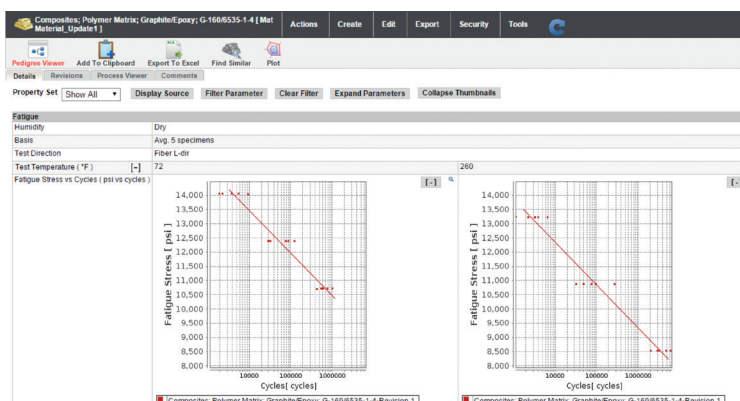 Composites; Polymer Matrix; Graphite/Epoxy; G-160/6535-1-4 [ Mat
Material_Update1 ]
Actions Create Edit Export Security Tools
Pedigree Viewer Add To Clipboard Export To Excel Find Similar Plot
Details Revisions Process Viewer Comments
Property Set Show All Display Source Filter Parameter Clear Filter Expand Parameters Collapse Thumbnails
Fatigue
Humidity Dry
Basis Avg. 5 specimens
Test Direction Fiber L-dir
Test Temperature ( °F ) [-] 72 260
Fatigue Stress vs Cycles ( psi vs cycles ) [-] [-
Fatigue Stress [ psi ]
14,000
13,500
13,000
12,500
12,000
11,500
11,000
10,500
10,000
9,500
9,000
8,500
8,000
10000 100000 1000000
Cycles[ cycles]
Fatigue Stress [ psi ]
14,000
13,500
13,000
12,500
12,000
11,500
11,000
10,500
10,000
9,500
9,000
8,500
8,000
10000 100000 1000000
Cycles[ cycles]
Composites; Polymer Matrix; Graphite/Epoxy; G-160/6535-1-4-Revision 1
Composites; Polymer Matrix; Graphite/Epoxy; G-160/6535-1-4-Revision 1